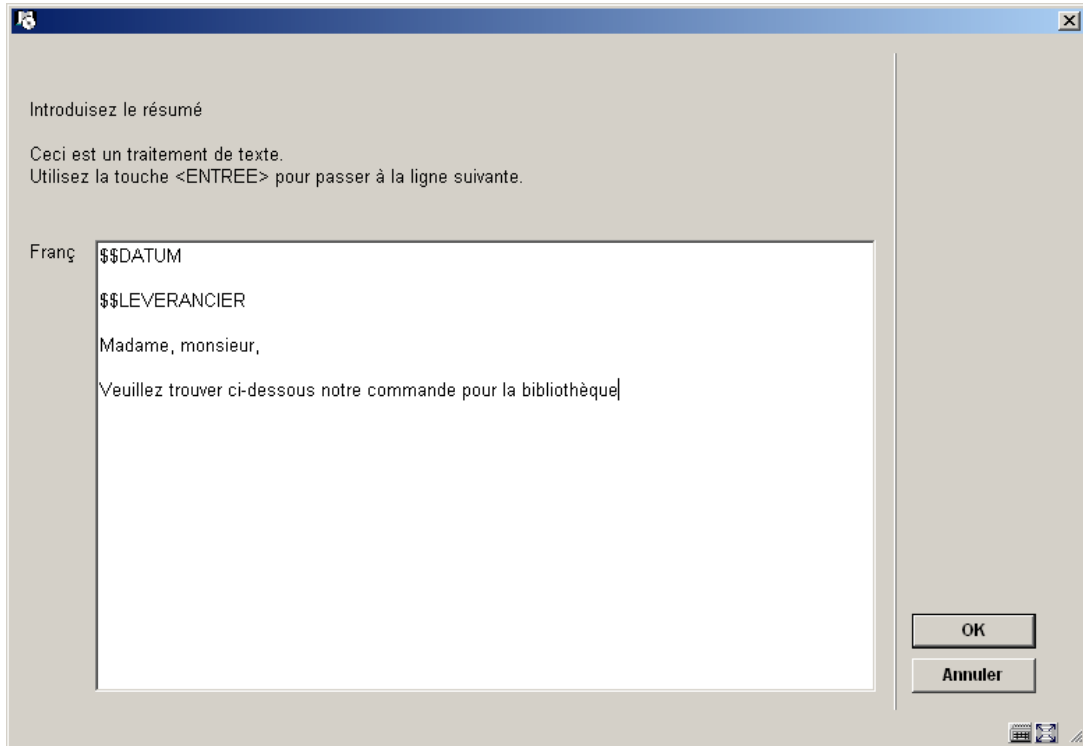 Introduisez le résumé
Ceci est un traitement de texte.
Utilisez la touche <ENTREE> pour passer à la ligne suivante.
Franç
$$DATUM
$$LEVERANCIER
Madame, monsieur,
Veuillez trouver ci-dessous notre commande pour la bibliothèque
OK
Annuler